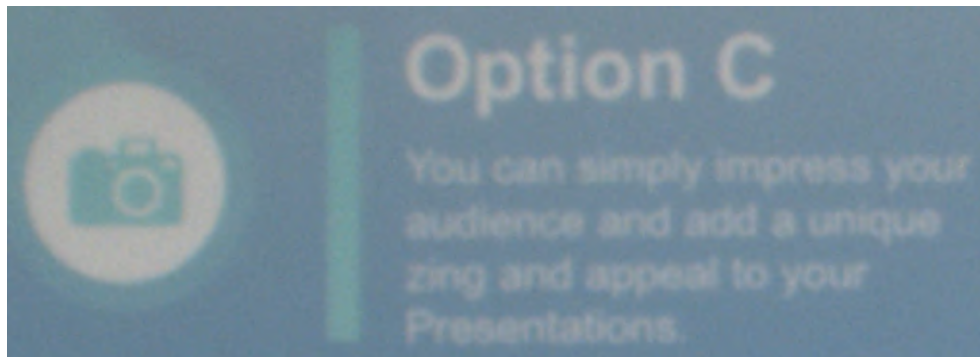 Option C
You can simply impress your
audience and add a unique
zing and appeal to your
Presentations.